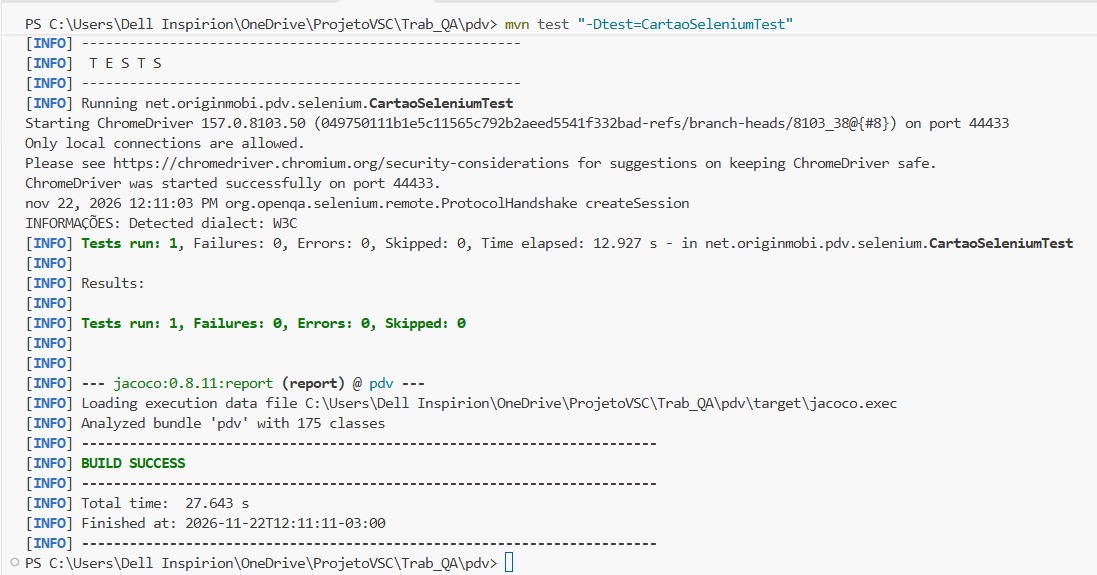 PS C:\Users\Dell Inspirion\OneDrive\ProjetoVSC\Trab_QA\pdv> mvn test "-Dtest=CartaoSeleniumTest"
[INFO] -------------------------------------------------------
[INFO]  T E S T S
[INFO] -------------------------------------------------------
[INFO] Running net.originmobi.pdv.selenium.CartaoSeleniumTest
Starting ChromeDriver 157.0.8103.50 (049750111b1e5c11565c792b2aeed5541f332bad-refs/branch-heads/8103_38@{#8}) on port 44433
Only local connections are allowed.
Please see https://chromedriver.chromium.org/security-considerations for suggestions on keeping ChromeDriver safe.
ChromeDriver was started successfully on port 44433.
nov 22, 2026 12:11:03 PM org.openqa.selenium.remote.ProtocolHandshake createSession
INFORMAÇÕES: Detected dialect: W3C
[INFO] Tests run: 1, Failures: 0, Errors: 0, Skipped: 0, Time elapsed: 12.927 s - in net.originmobi.pdv.selenium.CartaoSeleniumTest
[INFO]
[INFO] Results:
[INFO]
[INFO] Tests run: 1, Failures: 0, Errors: 0, Skipped: 0
[INFO]
[INFO]
[INFO] --- jacoco:0.8.11:report (report) @ pdv ---
[INFO] Loading execution data file C:\Users\Dell Inspirion\OneDrive\ProjetoVSC\Trab_QA\pdv\target\jacoco.exec
[INFO] Analyzed bundle 'pdv' with 175 classes
[INFO] ------------------------------------------------------------------------
[INFO] BUILD SUCCESS
[INFO] ------------------------------------------------------------------------
[INFO] Total time:  27.643 s
[INFO] Finished at: 2026-11-22T12:11:11-03:00
[INFO] ------------------------------------------------------------------------
PS C:\Users\Dell Inspirion\OneDrive\ProjetoVSC\Trab_QA\pdv>